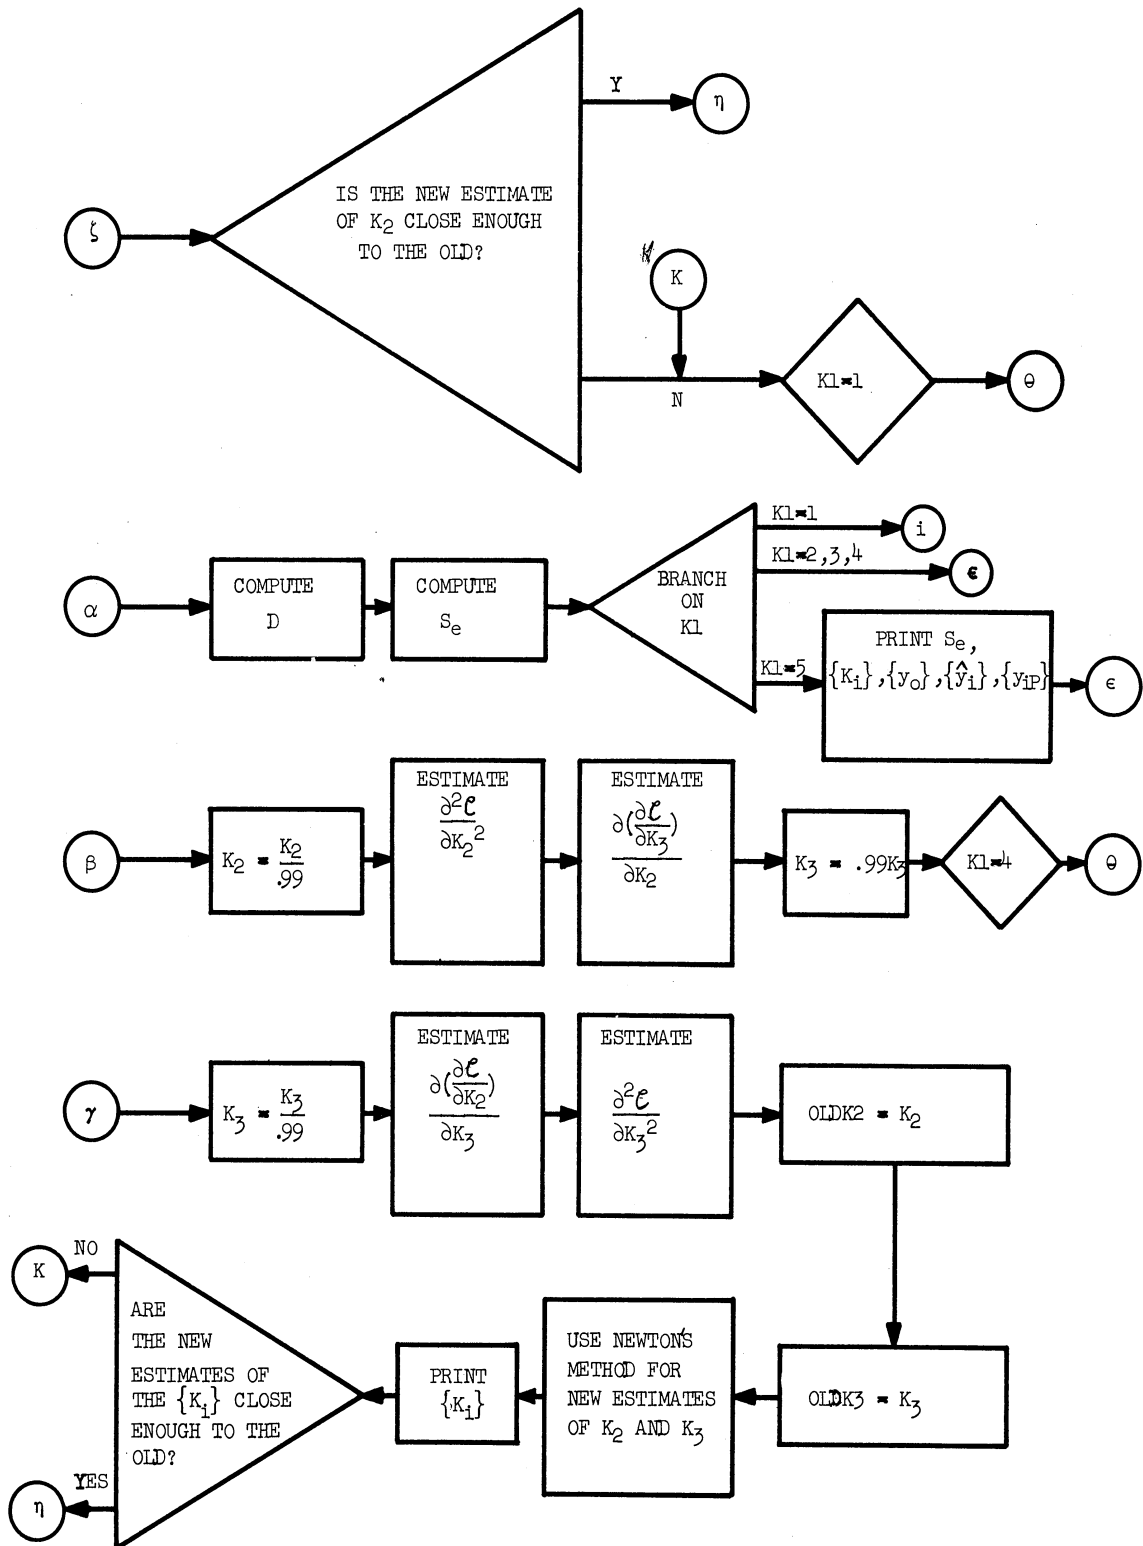 Y
η
IS THE NEW ESTIMATE
OF K₂ CLOSE ENOUGH
TO THE OLD?
ζ
K
K1=1
θ
N
K1=1
i
K1=2,3,4
ϵ
BRANCH
ON
K1
α
COMPUTE
D
COMPUTE
Sₑ
K1=5
PRINT Sₑ,
{Kᵢ},{y₀},{ŷᵢ},{y_iP}
ϵ
β
K₂ = K₂/.99
ESTIMATE
∂²ℓ/∂K₂²
ESTIMATE
∂(∂ℓ/∂K₃)/∂K₂
K₃ = .99K₃
K1=4
θ
γ
K₃ = K₃/.99
ESTIMATE
∂(∂ℓ/∂K₂)/∂K₃
ESTIMATE
∂²ℓ/∂K₃²
OLDK2 = K₂
OLDK3 = K₃
USE NEWTON'S
METHOD FOR
NEW ESTIMATES
OF K₂ AND K₃
PRINT
{Kᵢ}
ARE
THE NEW
ESTIMATES OF
THE {Kᵢ} CLOSE
ENOUGH TO THE
OLD?
NO
K
YES
η